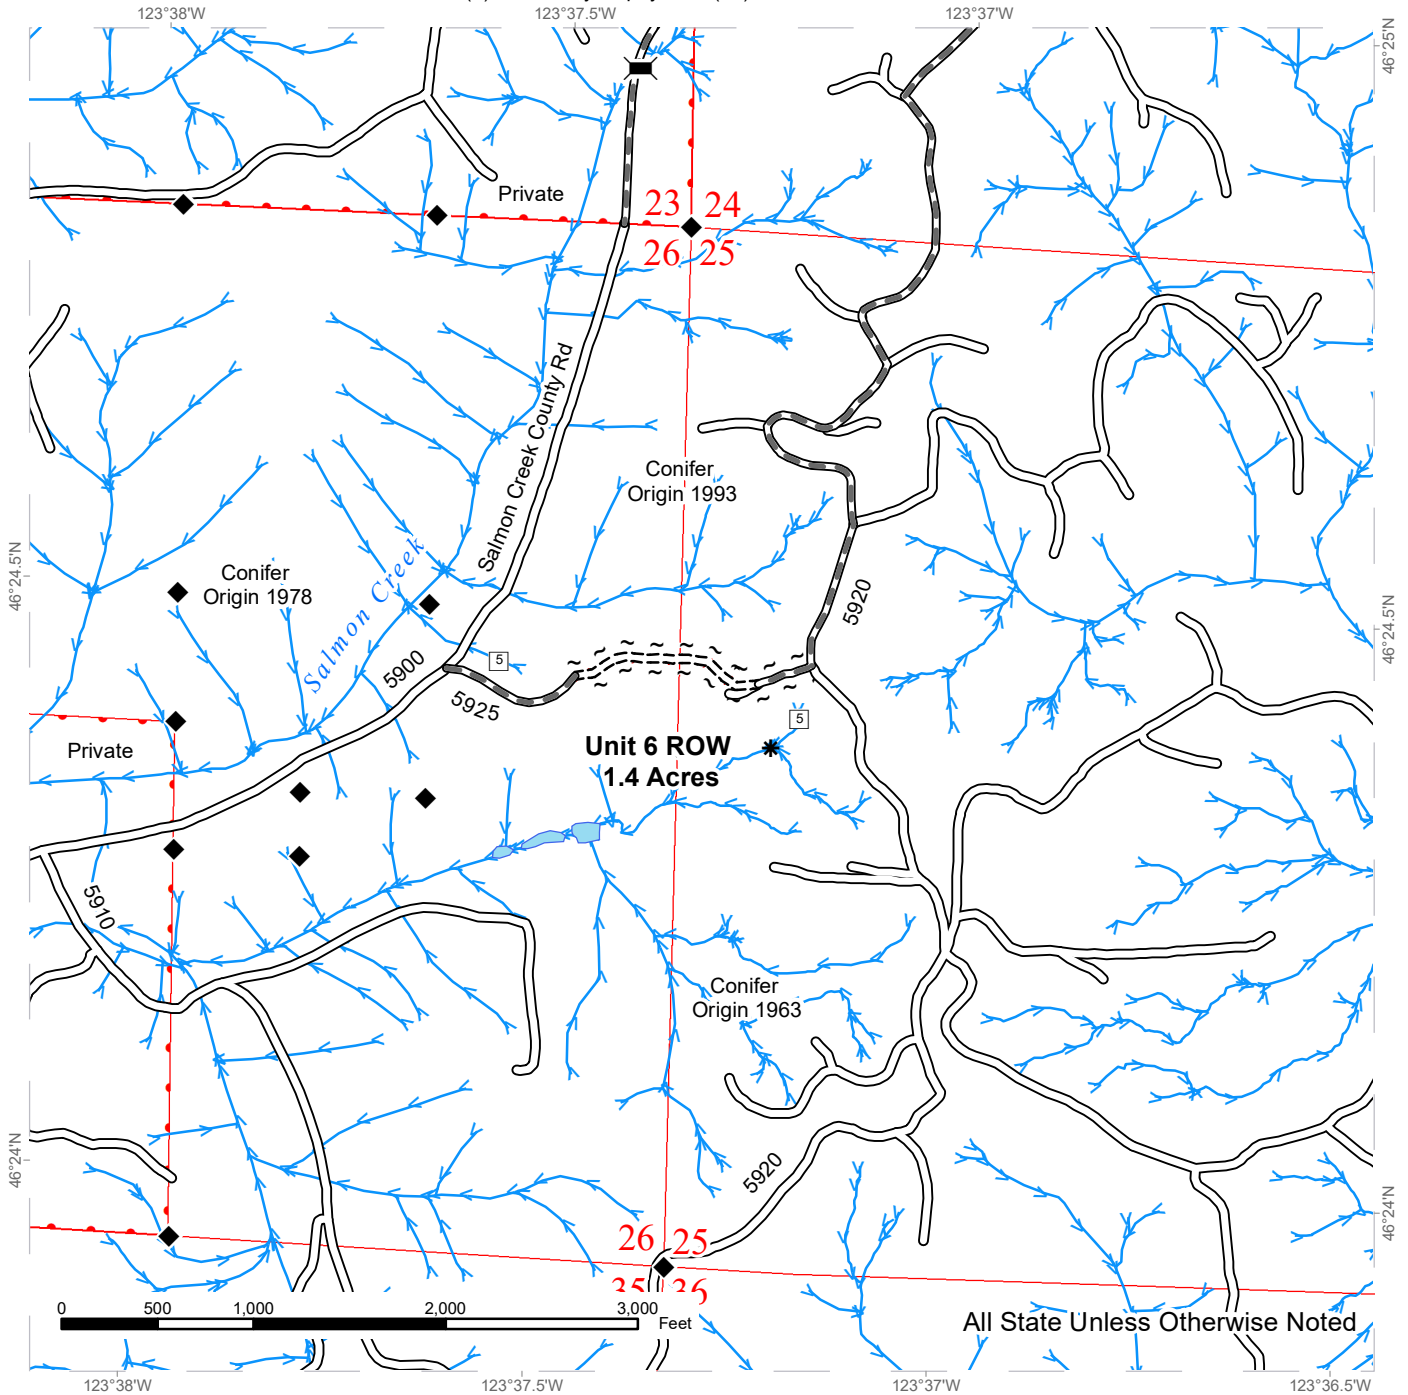 123°38'W
123°37.5'W
123°37'W
46°25'N
Private
23 24
26 25
Salmon Creek County Rd
Conifer
Origin 1993
46°24.5'N
Conifer
Origin 1978
Salmon Creek
5920
46°24.5'N
5900
5
5925
5
Private
Unit 6 ROW
1.4 Acres
5910
Conifer
Origin 1963
46°24'N
5920
46°24'N
26 25
35 36
0 500 1,000 2,000 3,000
Feet
All State Unless Otherwise Noted
123°38'W
123°37.5'W
123°37'W
123°36.5'W